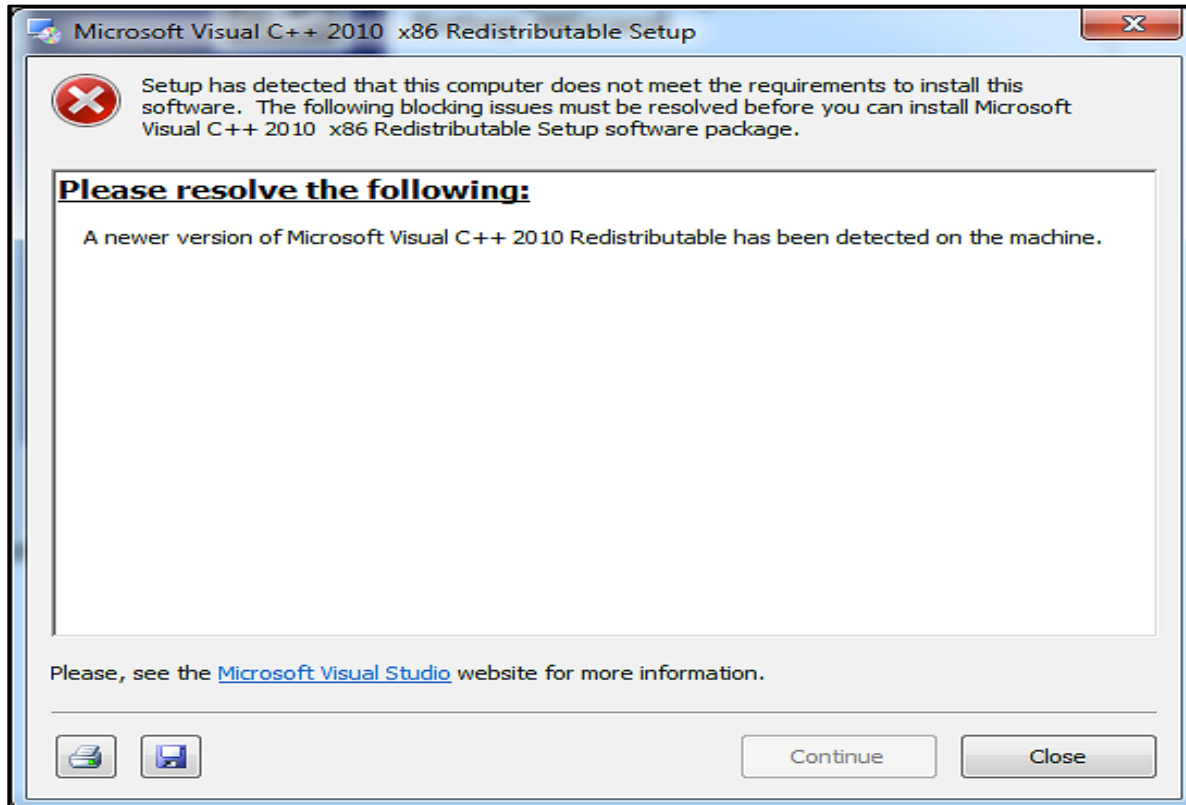 Microsoft Visual C++ 2010  x86 Redistributable Setup
Setup has detected that this computer does not meet the requirements to install this
software.  The following blocking issues must be resolved before you can install Microsoft
Visual C++ 2010  x86 Redistributable Setup software package.
Please resolve the following:
A newer version of Microsoft Visual C++ 2010 Redistributable has been detected on the machine.
Please, see the Microsoft Visual Studio website for more information.
Continue
Close